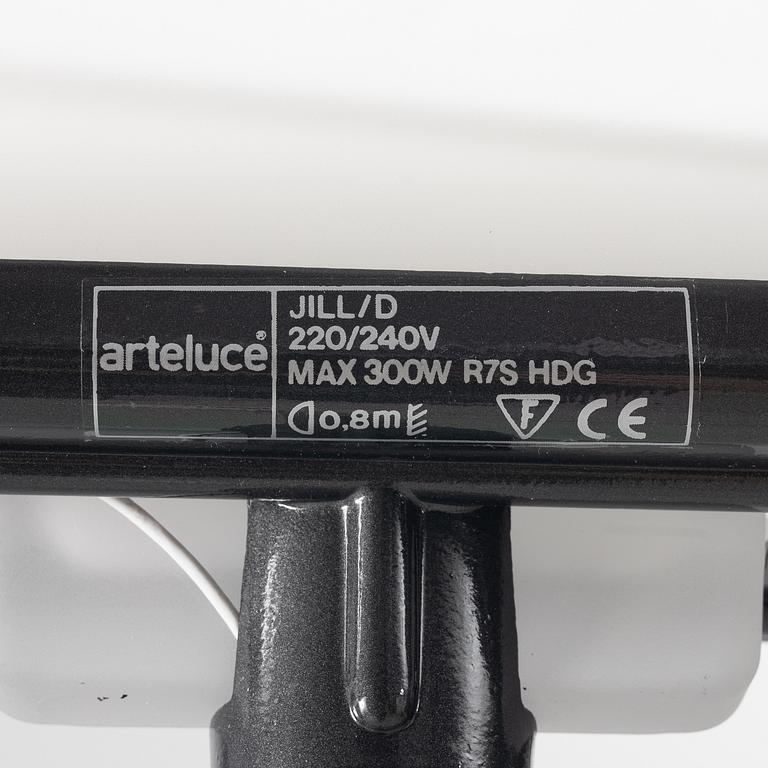 arteluce®
JILL/D
220/240V
MAX 300W R7S HDG
0,8m
F CE